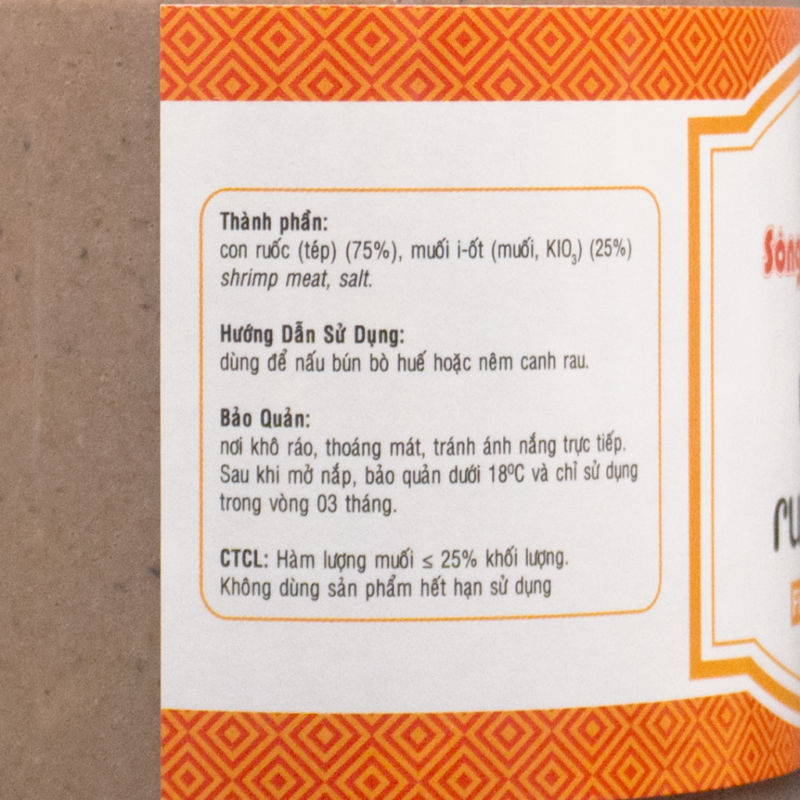 Thành phần:
con ruốc (tép) (75%), muối i-ốt (muối, KIO₃) (25%)
shrimp meat, salt.
Hướng Dẫn Sử Dụng:
dùng để nấu bún bò huế hoặc nêm canh rau.
Bảo Quản:
nơi khô ráo, thoáng mát, tránh ánh nắng trực tiếp.
Sau khi mở nắp, bảo quản dưới 18ºC và chỉ sử dụng
trong vòng 03 tháng.
CTCL: Hàm lượng muối ≤ 25% khối lượng.
Không dùng sản phẩm hết hạn sử dụng